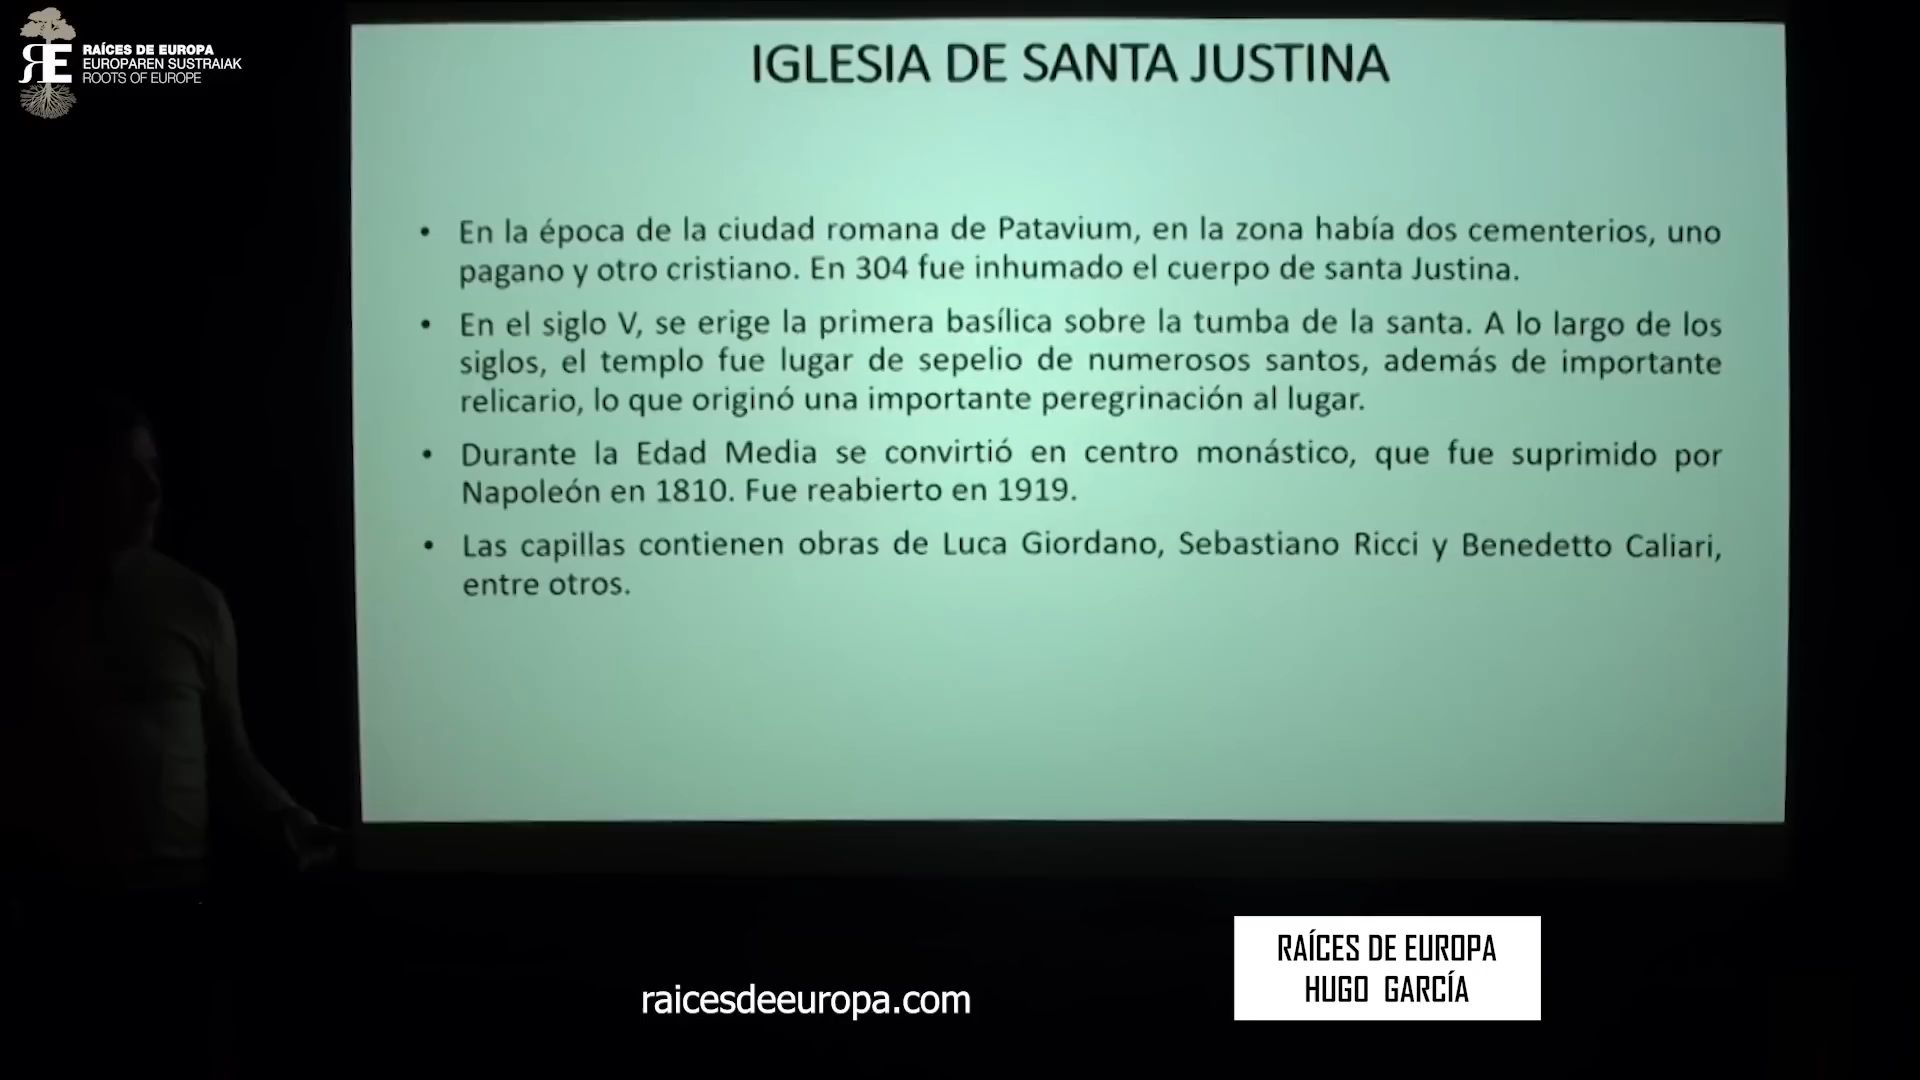 RAÍCES DE EUROPA
EUROPAREN SUSTRAIAK
ROOTS OF EUROPE
IGLESIA DE SANTA JUSTINA
• En la época de la ciudad romana de Patavium, en la zona había dos cementerios, uno
pagano y otro cristiano. En 304 fue inhumado el cuerpo de santa Justina.
• En el siglo V, se erige la primera basílica sobre la tumba de la santa. A lo largo de los
siglos, el templo fue lugar de sepelio de numerosos santos, además de importante
relicario, lo que originó una importante peregrinación al lugar.
• Durante la Edad Media se convirtió en centro monástico, que fue suprimido por
Napoleón en 1810. Fue reabierto en 1919.
• Las capillas contienen obras de Luca Giordano, Sebastiano Ricci y Benedetto Caliari,
entre otros.
RAÍCES DE EUROPA
HUGO GARCÍA
raicesdeeuropa.com